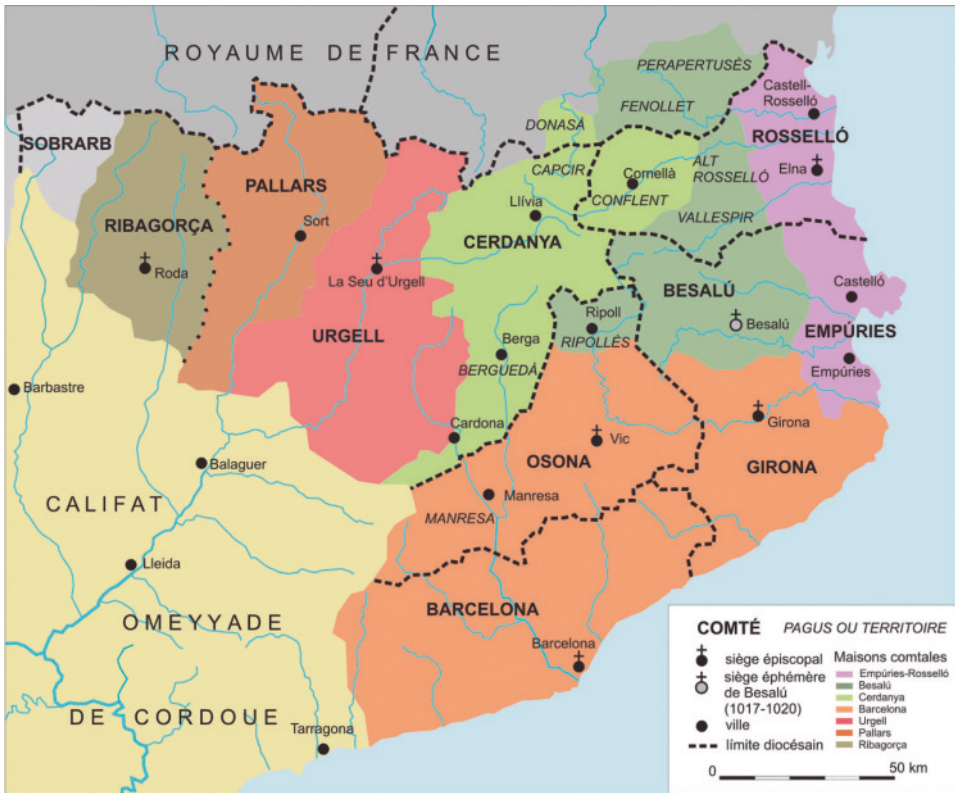 ROYAUME DE FRANCE
PERAPERTUSÈS
Castell-
Rosselló
FENOLLET
DONASÀ
ROSSELLÓ
SOBRARB
CAPCIR
ALT
ROSSELLÓ
Elna
PALLARS
Cornellà
CONFLENT
Llívia
RIBAGORÇA
Sort
VALLESPIR
CERDANYA
Roda
La Seu d'Urgell
BESALÚ
Castelló
Ripoll
Besalú
URGELL
RIPOLLÈS
EMPÚRIES
Berga
BERGUEDÀ
Empúries
Barbastre
Girona
Cardona
Vic
Balaguer
OSONA
GIRONA
CALIFAT
Manresa
MANRESA
Lleida
BARCELONA
OMEYYADE
Barcelona
DE CORDOUE
Tarragona
COMTÉ PAGUS OU TERRITOIRE
siège épiscopal
siège éphémère
de Besalú
(1017-1020)
ville
límite diocésain
Maisons comtales
Empúries-Rosselló
Besalú
Cerdanya
Barcelona
Urgell
Pallars
Ribagorça
0 50 km